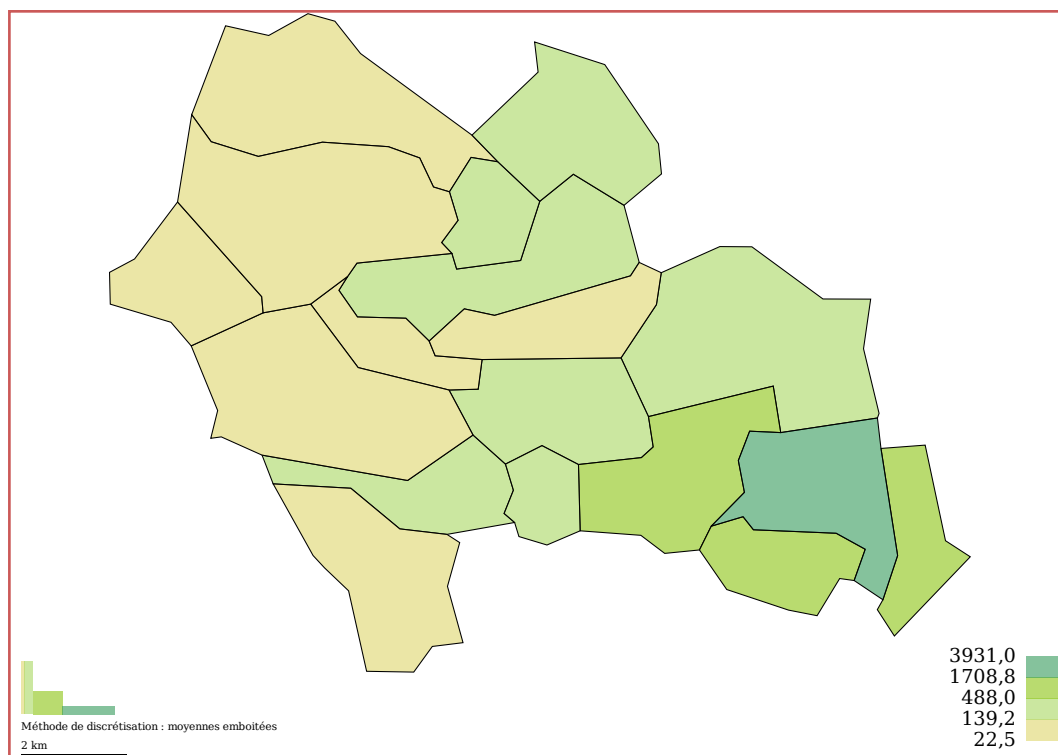 3931,0
1708,8
488,0
139,2
22,5
Méthode de discrétisation : moyennes emboitées
2 km